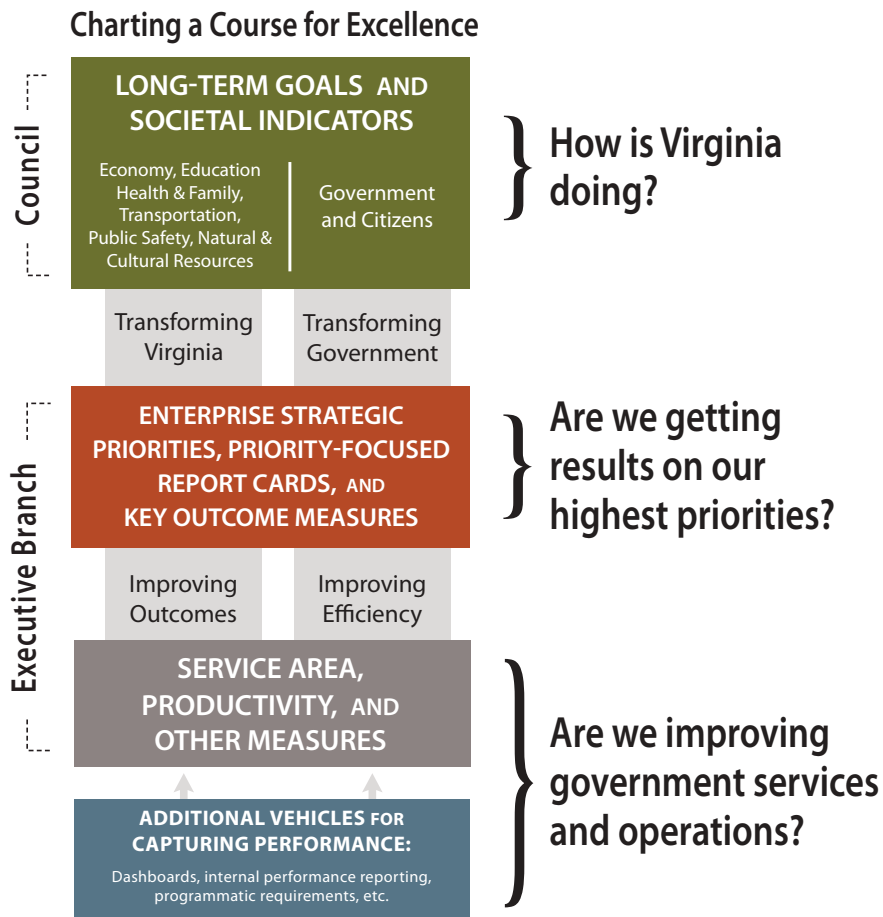 Charting a Course for Excellence
Council
LONG-TERM GOALS AND
SOCIETAL INDICATORS
Economy, Education
Health & Family,
Transportation,
Public Safety, Natural &
Cultural Resources
Government
and Citizens
How is Virginia
doing?
Transforming
Virginia
Transforming
Government
Executive Branch
ENTERPRISE STRATEGIC
PRIORITIES, PRIORITY-FOCUSED
REPORT CARDS, AND
KEY OUTCOME MEASURES
Are we getting
results on our
highest priorities?
Improving
Outcomes
Improving
Efficiency
SERVICE AREA,
PRODUCTIVITY, AND
OTHER MEASURES
Are we improving
government services
and operations?
ADDITIONAL VEHICLES FOR
CAPTURING PERFORMANCE:
Dashboards, internal performance reporting,
programmatic requirements, etc.